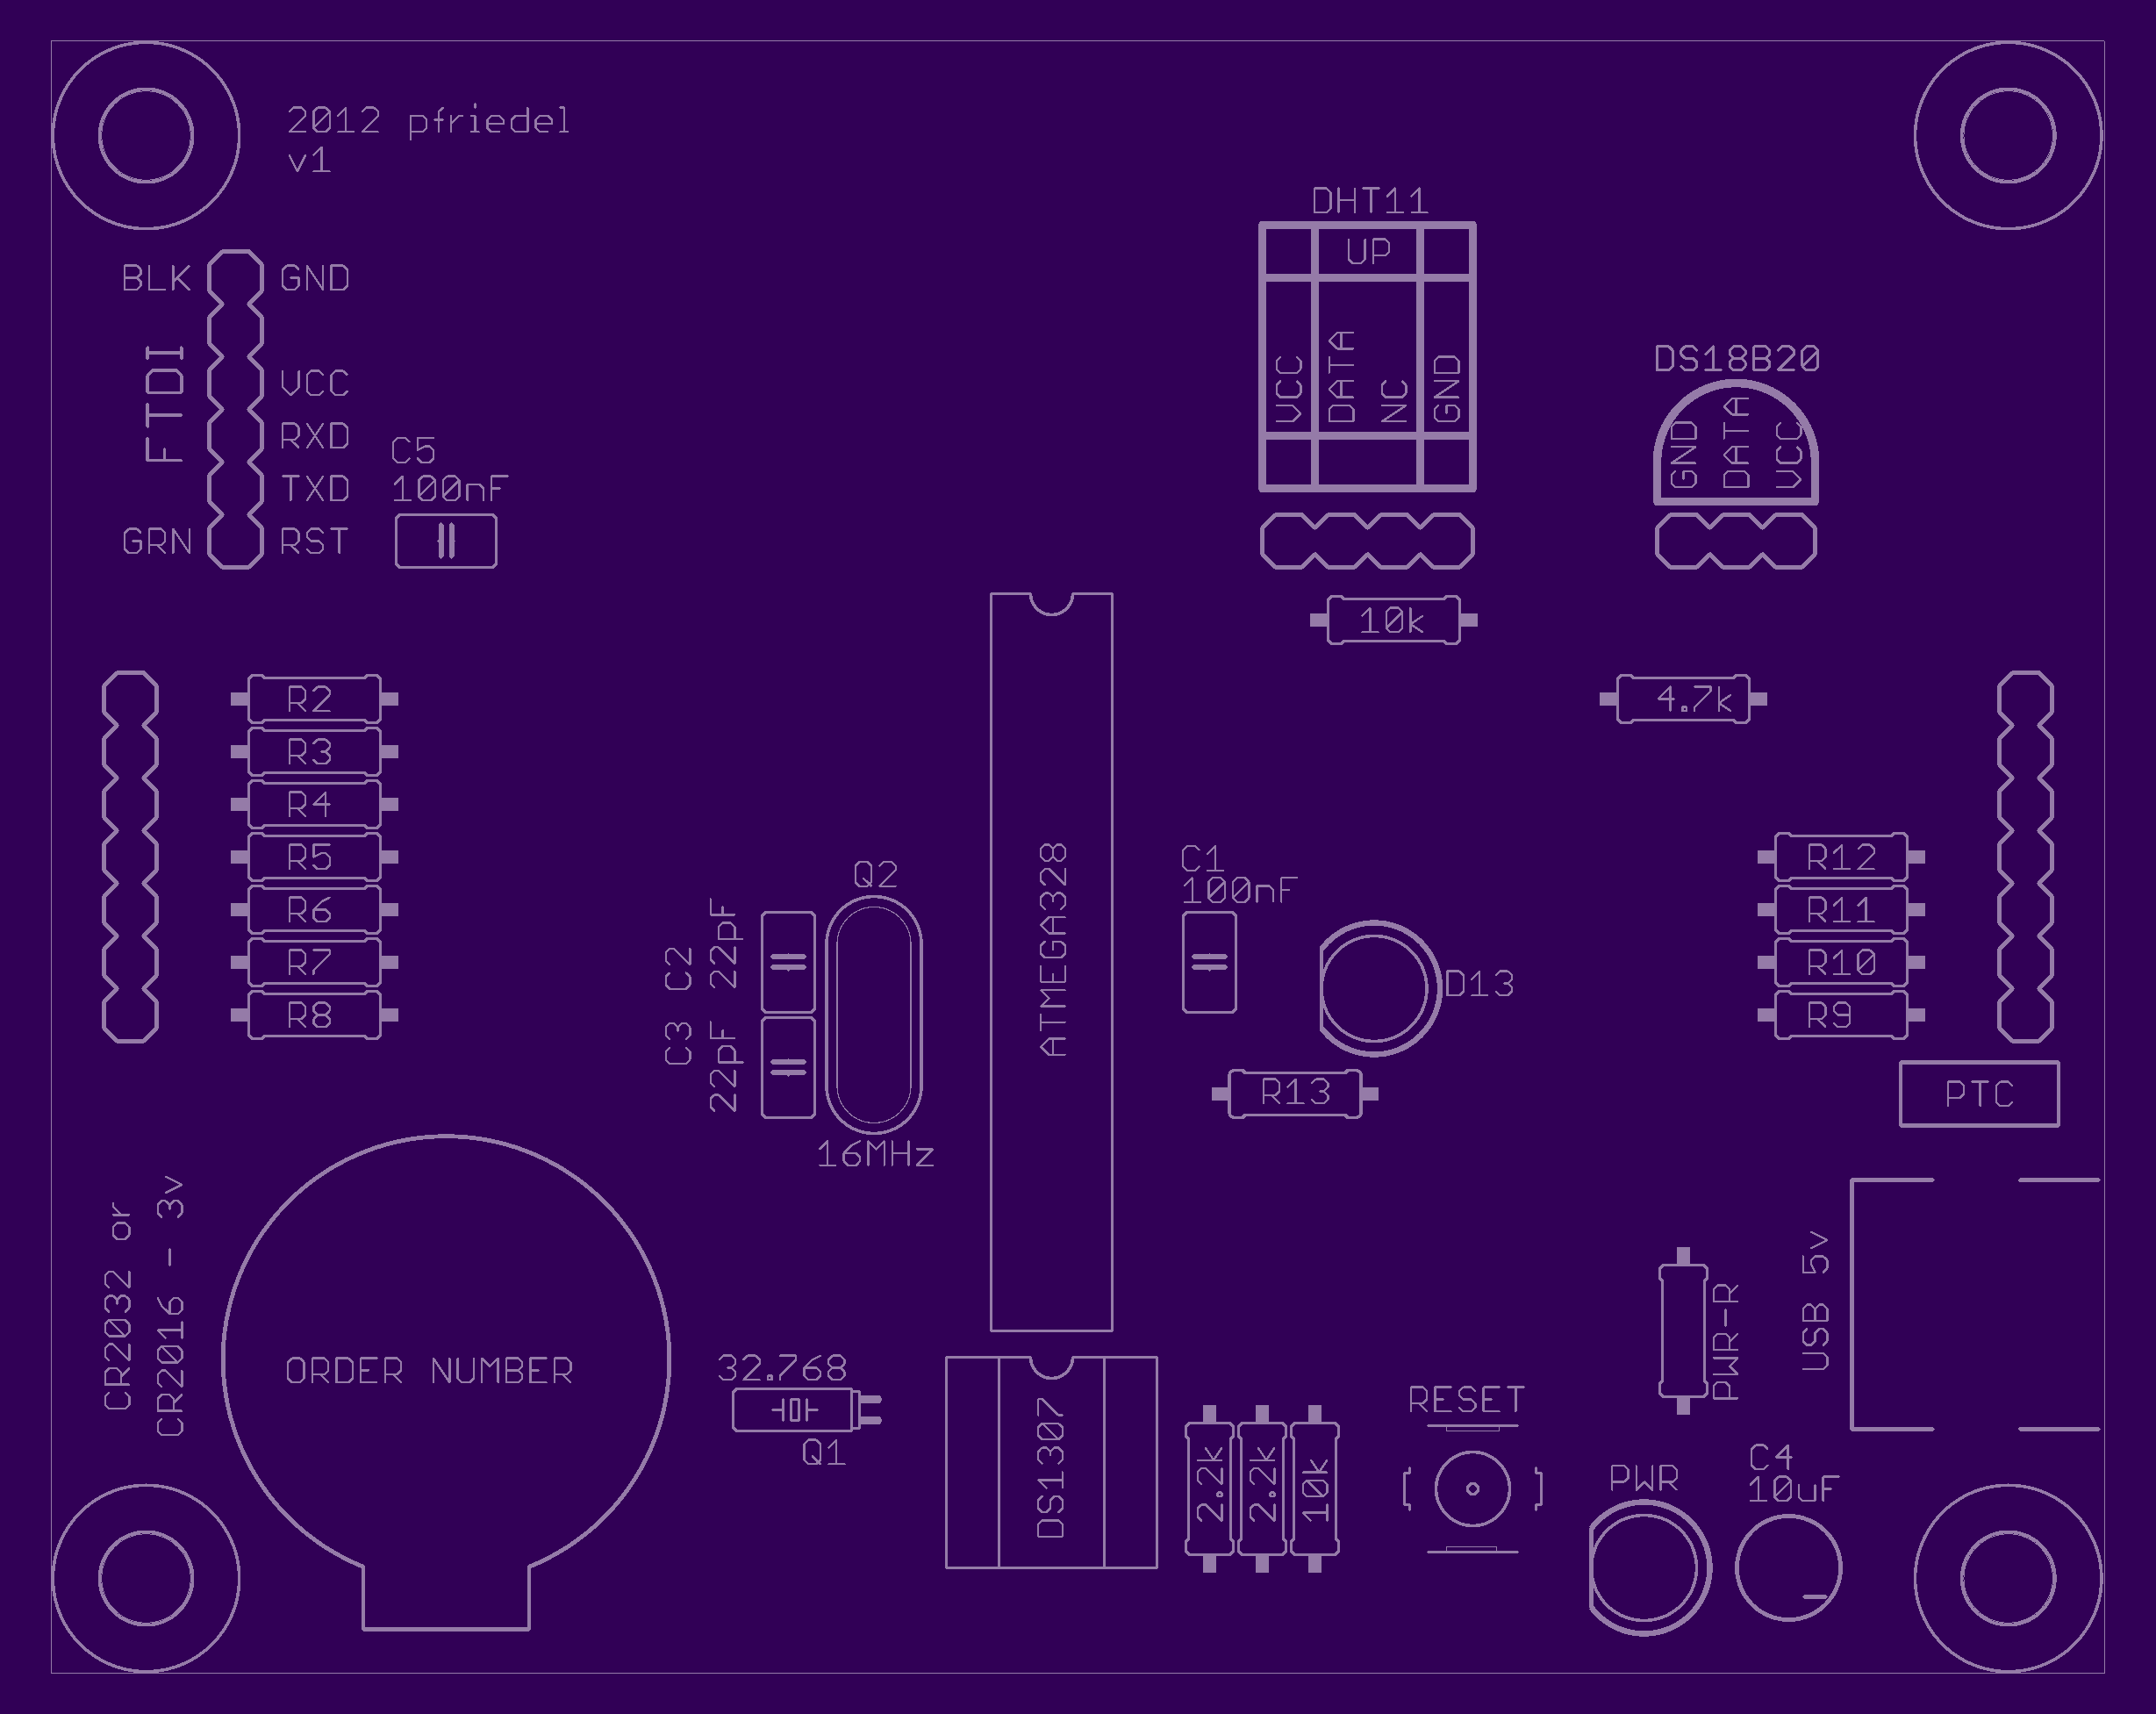 2012 pfriedel
v1
DHT11
UP
VCC
DATA
NC
GND
DS18B20
GND
DATA
VCC
BLK
GND
FTDI
VCC
RXD
TXD
GRN
RST
C5
100nF
10k
4.7k
R2
R3
R4
R5
R6
R7
R8
Q2
C2
22pF
C3
22pF
16MHz
ATMEGA328
C1
100nF
D13
R13
R12
R11
R10
R9
PTC
CR2032 or
CR2016 - 3v
ORDER NUMBER
32.768
Q1
DS1307
2.2k
2.2k
10k
RESET
PWR-R
USB 5v
PWR
C4
10uF